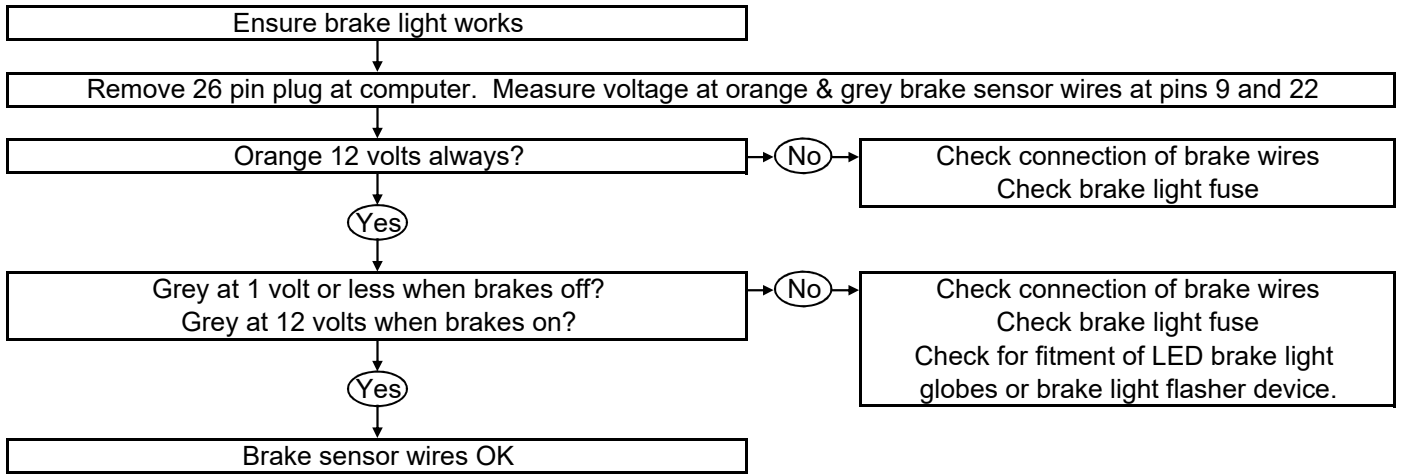 Ensure brake light works
Remove 26 pin plug at computer. Measure voltage at orange & grey brake sensor wires at pins 9 and 22
Orange 12 volts always?
No
Check connection of brake wires
Check brake light fuse
Yes
Grey at 1 volt or less when brakes off?
Grey at 12 volts when brakes on?
No
Check connection of brake wires
Check brake light fuse
Check for fitment of LED brake light
globes or brake light flasher device.
Yes
Brake sensor wires OK